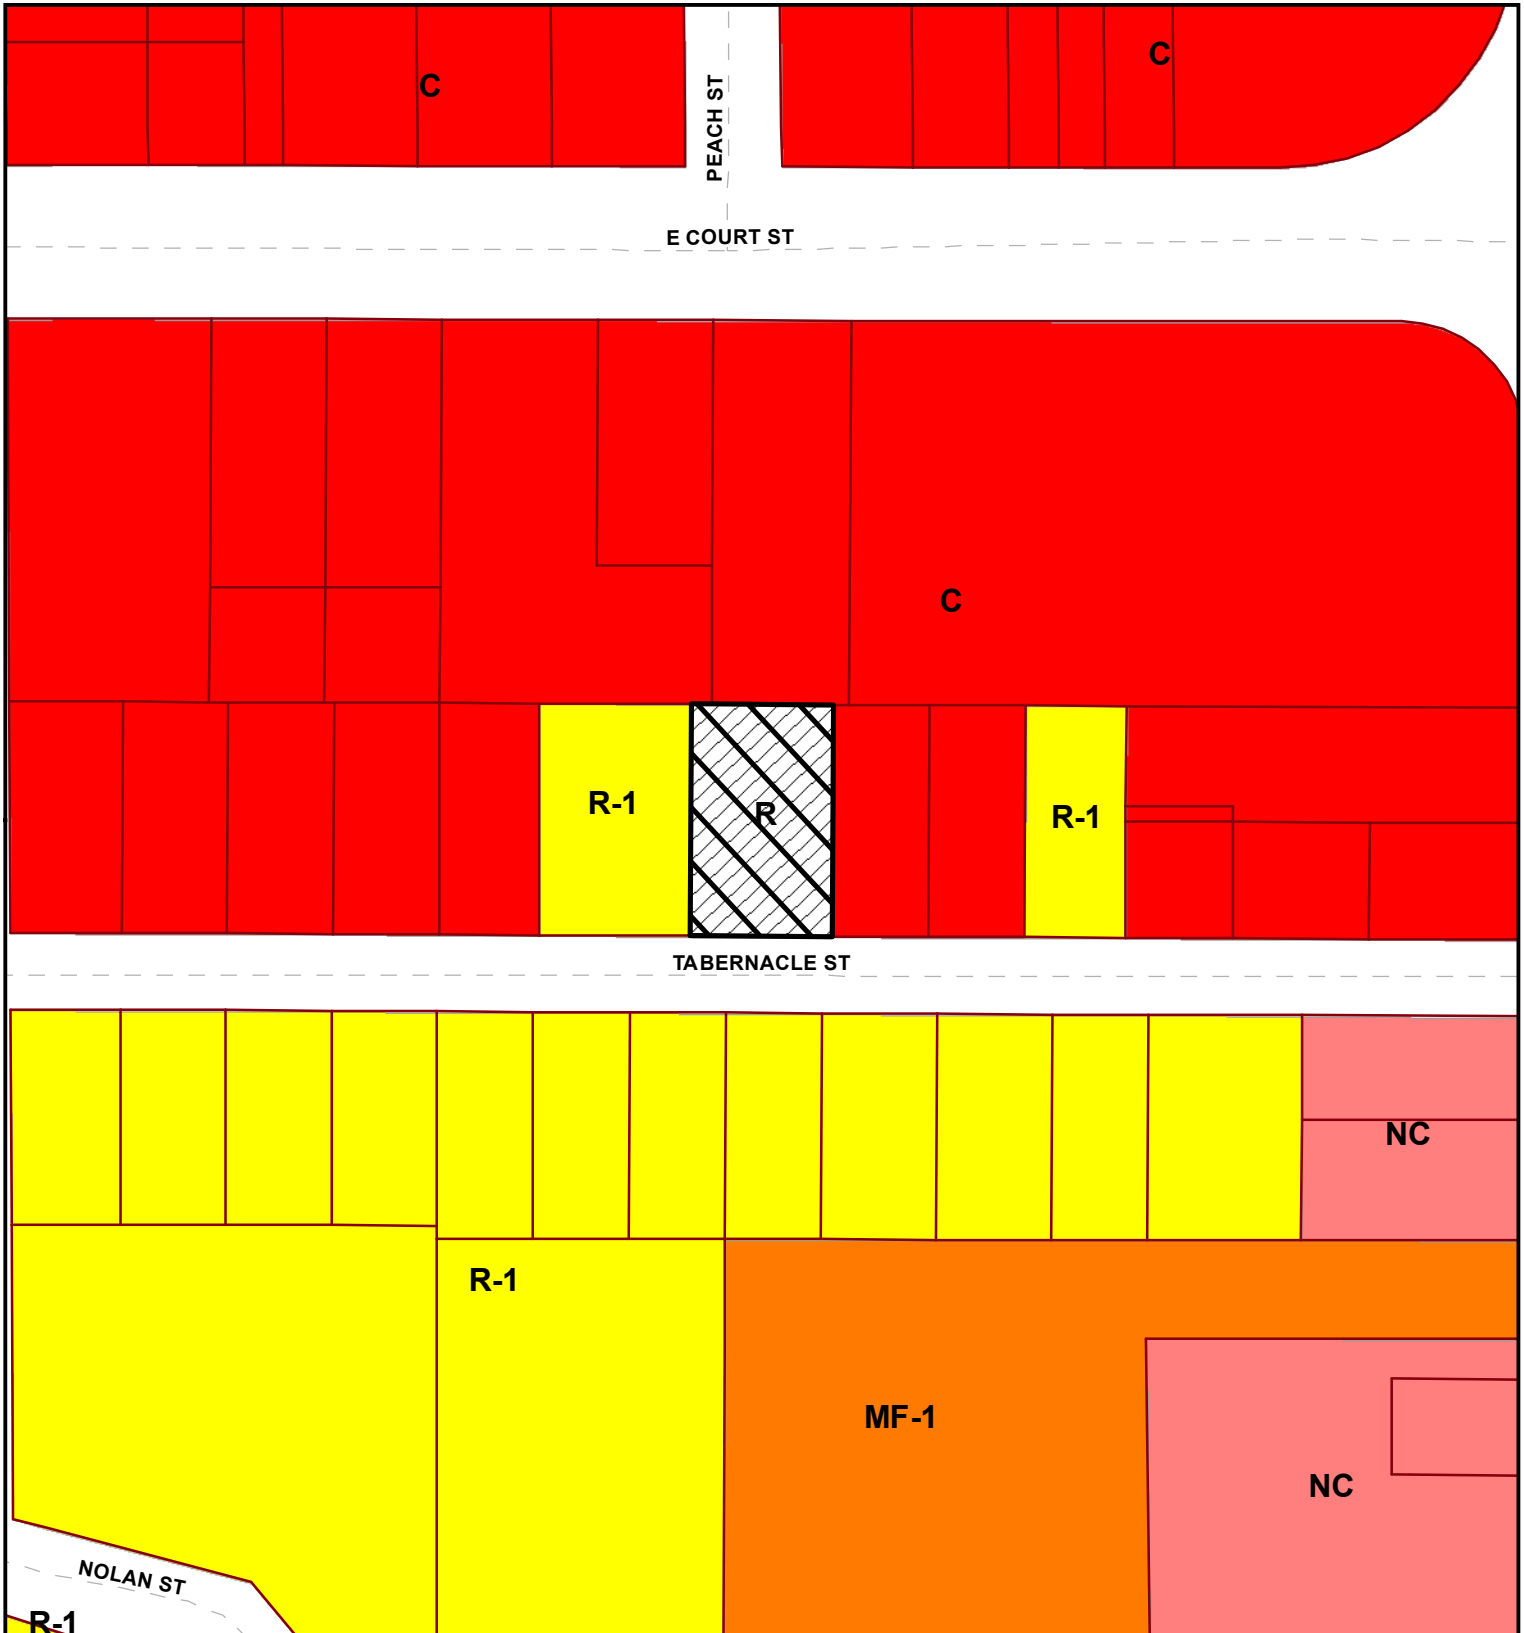 C
C
PEACH ST
E COURT ST
C
R-1
R
R-1
TABERNACLE ST
NC
R-1
MF-1
NC
NOLAN ST
R-1